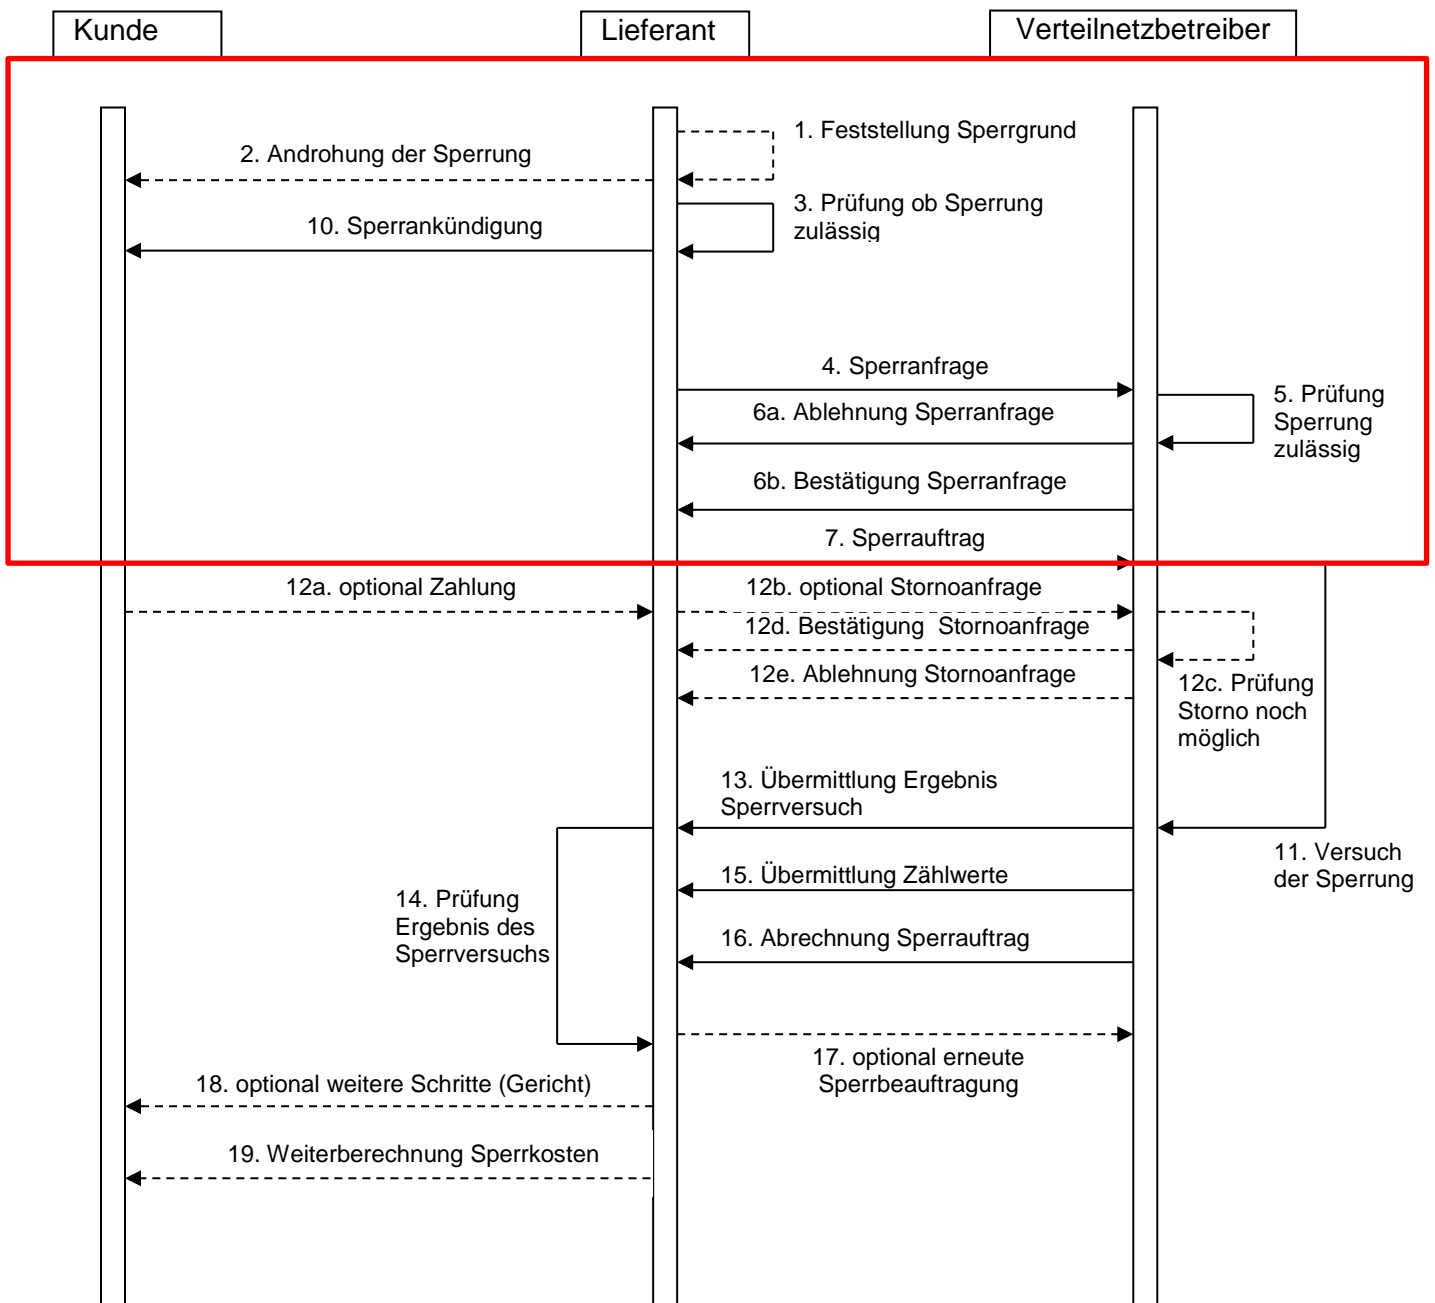 Kunde
Lieferant
Verteilnetzbetreiber
1. Feststellung Sperrgrund
2. Androhung der Sperrung
3. Prüfung ob Sperrung
zulässig
10. Sperrankündigung
4. Sperranfrage
5. Prüfung
Sperrung
zulässig
6a. Ablehnung Sperranfrage
6b. Bestätigung Sperranfrage
7. Sperrauftrag
12a. optional Zahlung
12b. optional Stornoanfrage
12d. Bestätigung  Stornoanfrage
12e. Ablehnung Stornoanfrage
12c. Prüfung
Storno noch
möglich
13. Übermittlung Ergebnis
Sperrversuch
11. Versuch
der Sperrung
15. Übermittlung Zählwerte
14. Prüfung
Ergebnis des
Sperrversuchs
16. Abrechnung Sperrauftrag
17. optional erneute
Sperrbeauftragung
18. optional weitere Schritte (Gericht)
19. Weiterberechnung Sperrkosten